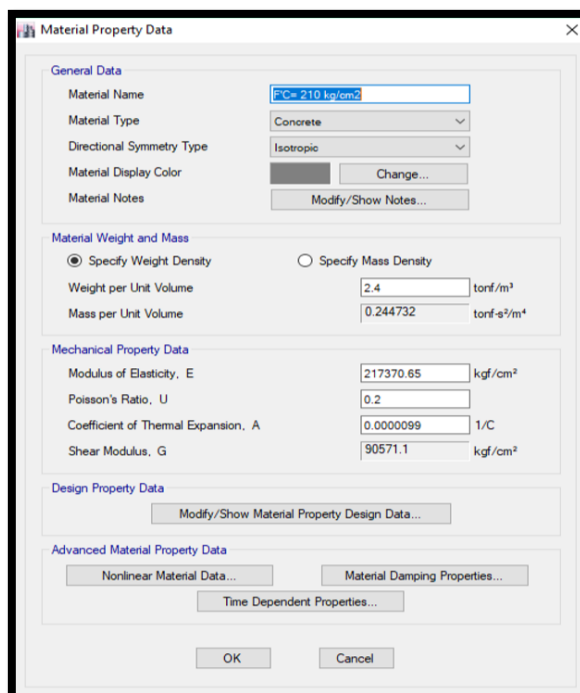 Material Property Data
General Data
Material Name F'C= 210 kg/cm2
Material Type Concrete
Directional Symmetry Type Isotropic
Material Display Color Change...
Material Notes Modify/Show Notes...
Material Weight and Mass
Specify Weight Density Specify Mass Density
Weight per Unit Volume 2.4 tonf/m³
Mass per Unit Volume 0.244732 tonf-s²/m⁴
Mechanical Property Data
Modulus of Elasticity, E 217370.65 kgf/cm²
Poisson's Ratio, U 0.2
Coefficient of Thermal Expansion, A 0.0000099 1/C
Shear Modulus, G 90571.1 kgf/cm²
Design Property Data
Modify/Show Material Property Design Data...
Advanced Material Property Data
Nonlinear Material Data... Material Damping Properties...
Time Dependent Properties...
OK Cancel